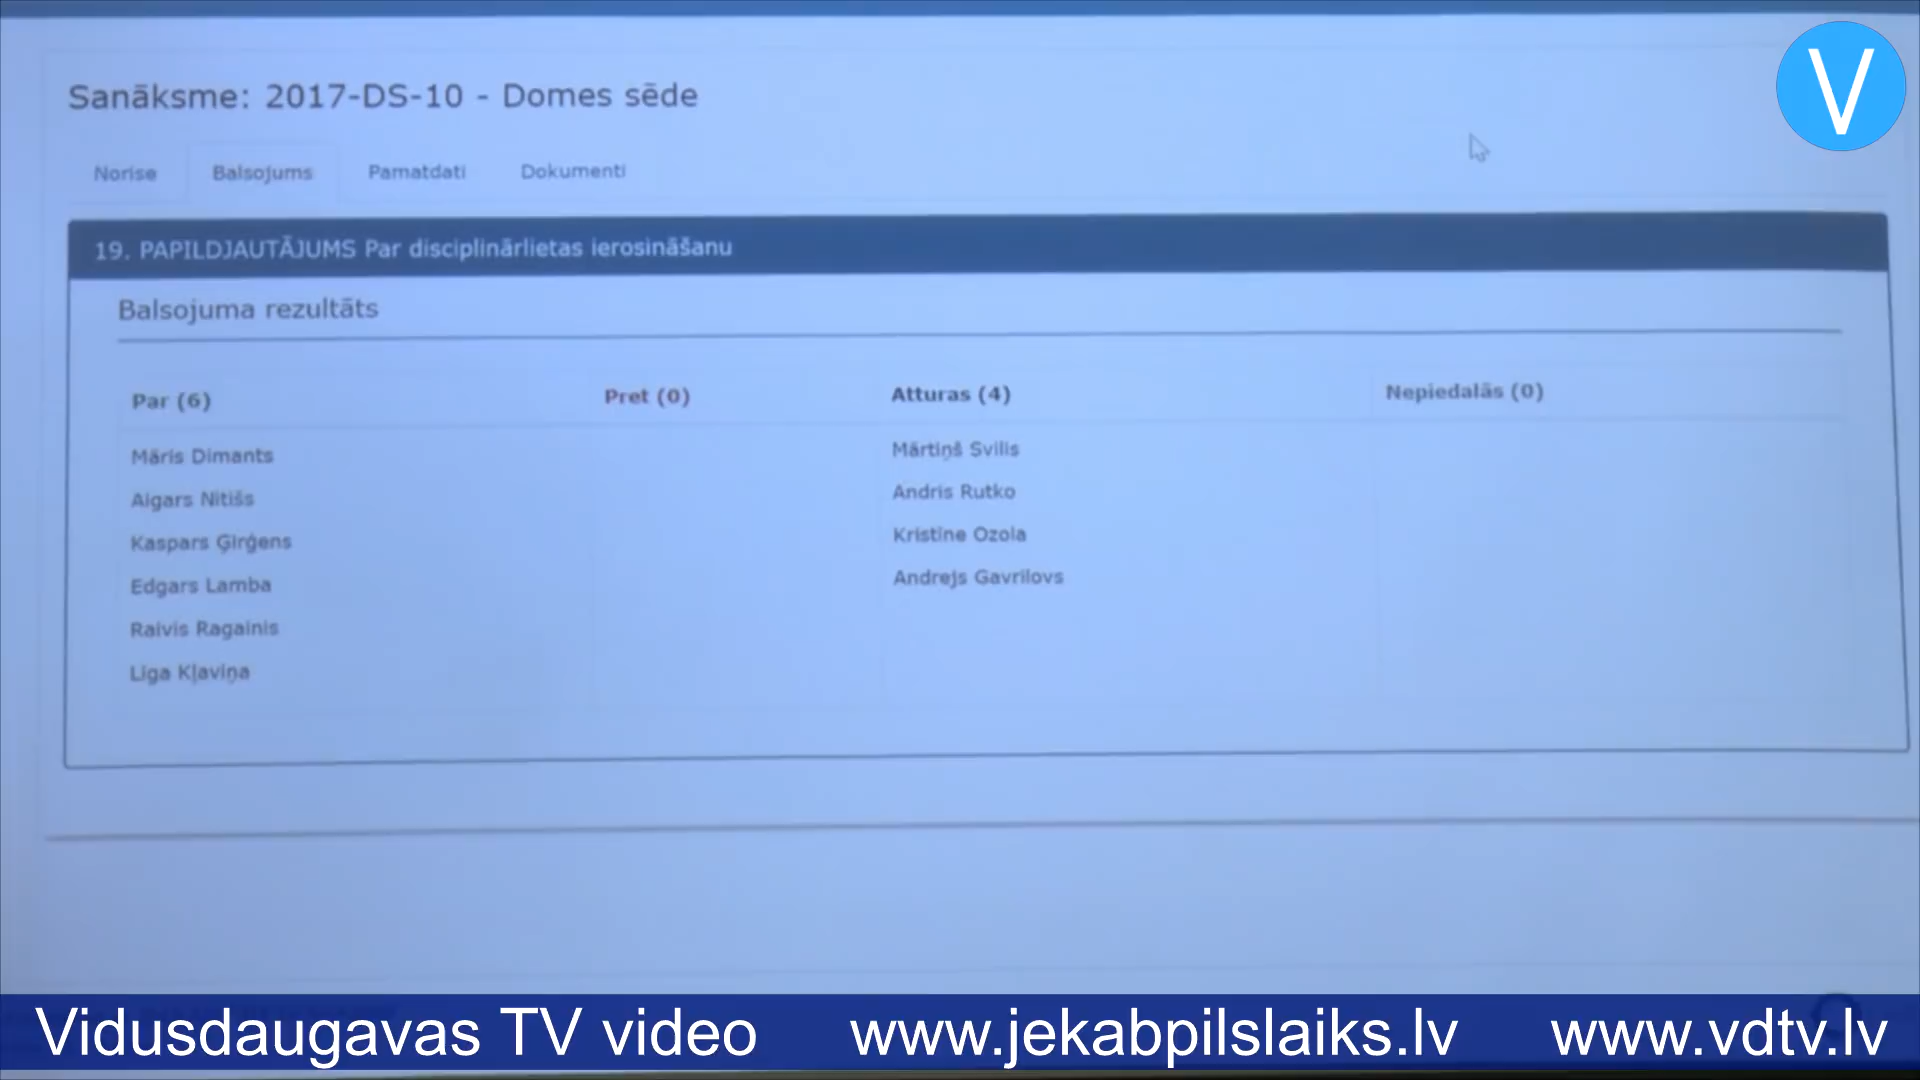 V
Sanāksme: 2017-DS-10 - Domes sēde
Norise Balsojums Pamatdati Dokumenti
19. PAPILDJAUTĀJUMS Par disciplinārlietas ierosināšanu
Balsojuma rezultāts
Par (6) Pret (0) Atturas (4) Nepiedalās (0)
Māris Dimants Mārtiņš Svilis
Aigars Nitišs Andris Rutko
Kaspars Ģirģens Kristīne Ozola
Edgars Lamba Andrejs Gavrilovs
Raivis Ragainis
Līga Kļaviņa
Vidusdaugavas TV video www.jekabpilslaiks.lv www.vdtv.lv